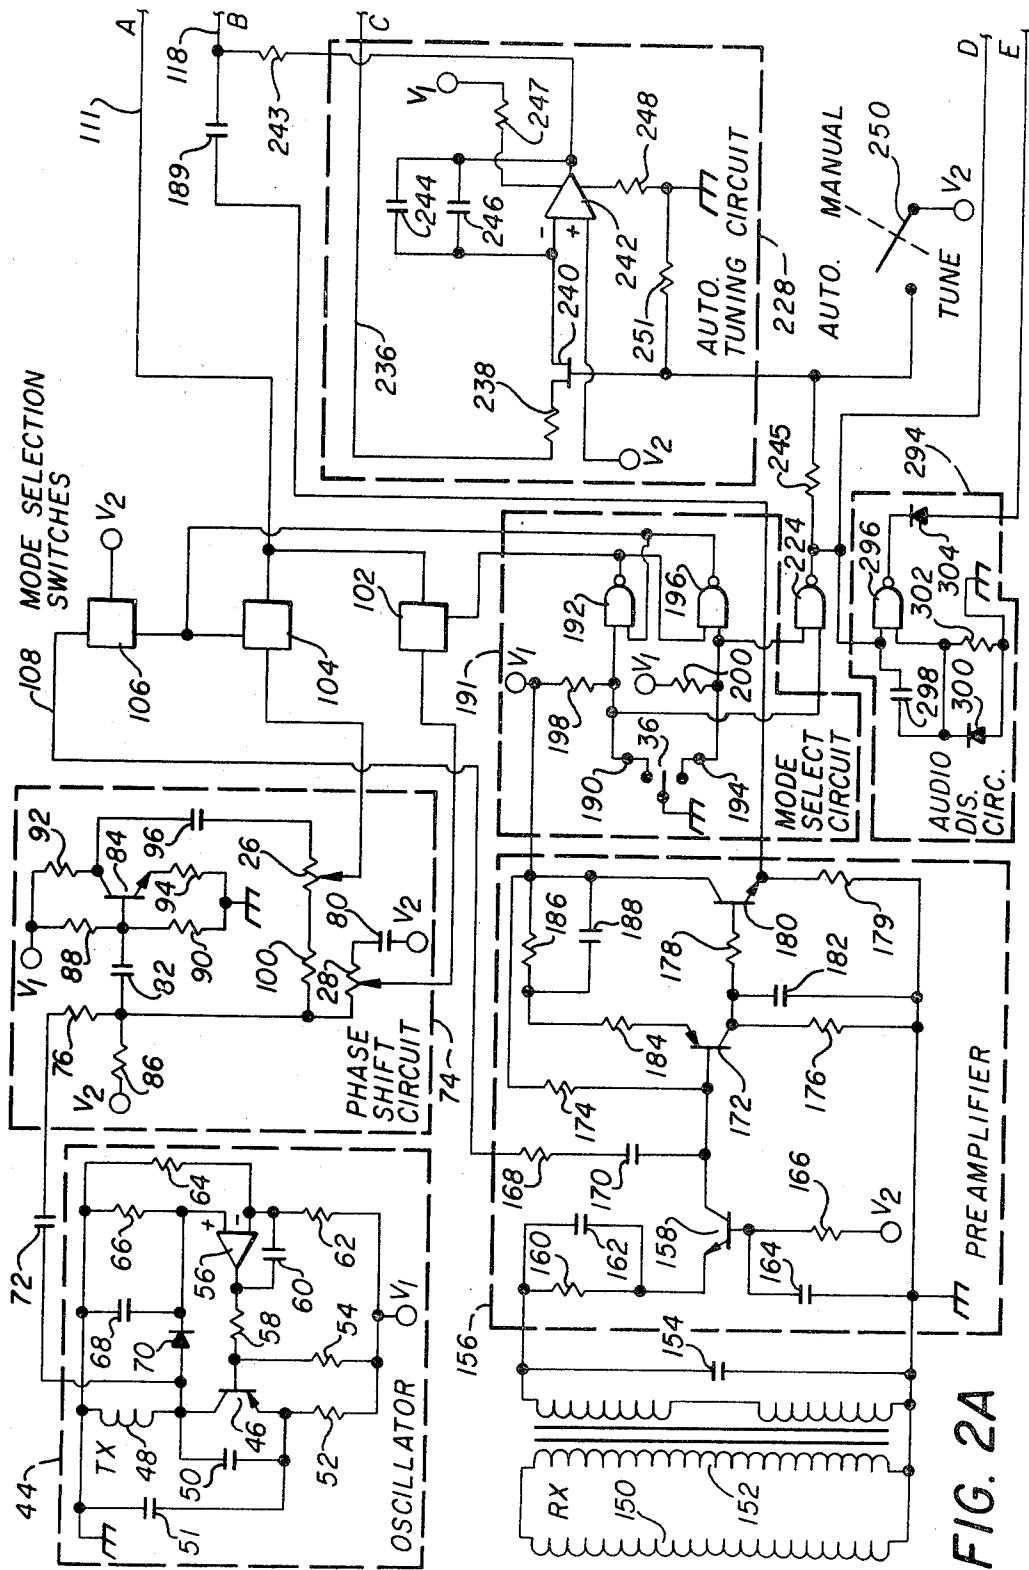 44
OSCILLATOR
TX
48
50
51
46
52
54
58
56
60
62
64
66
68
70
+
-
V1
72
74
PHASE
SHIFT
CIRCUIT
76
86
V2
V1
88
82
90
84
92
94
96
100
26
28
80
V2
108
MODE SELECTION
SWITCHES
106
V2
104
102
111
A
118
B
189
243
C
236
238
240
-
+
242
244
246
V1
247
248
251
V2
AUTO.
TUNING CIRCUIT
228
AUTO.
MANUAL
TUNE
250
V2
245
D
E
191
V1
198
192
V1
196
200
190
36
194
MODE
SELECT
CIRCUIT
224
AUDIO
DIS.
CIRC.
294
296
298
300
302
304
156
PREAMPLIFIER
RX
150
152
154
160
162
158
164
166
V2
168
170
174
172
184
176
186
188
178
180
182
179
FIG. 2A